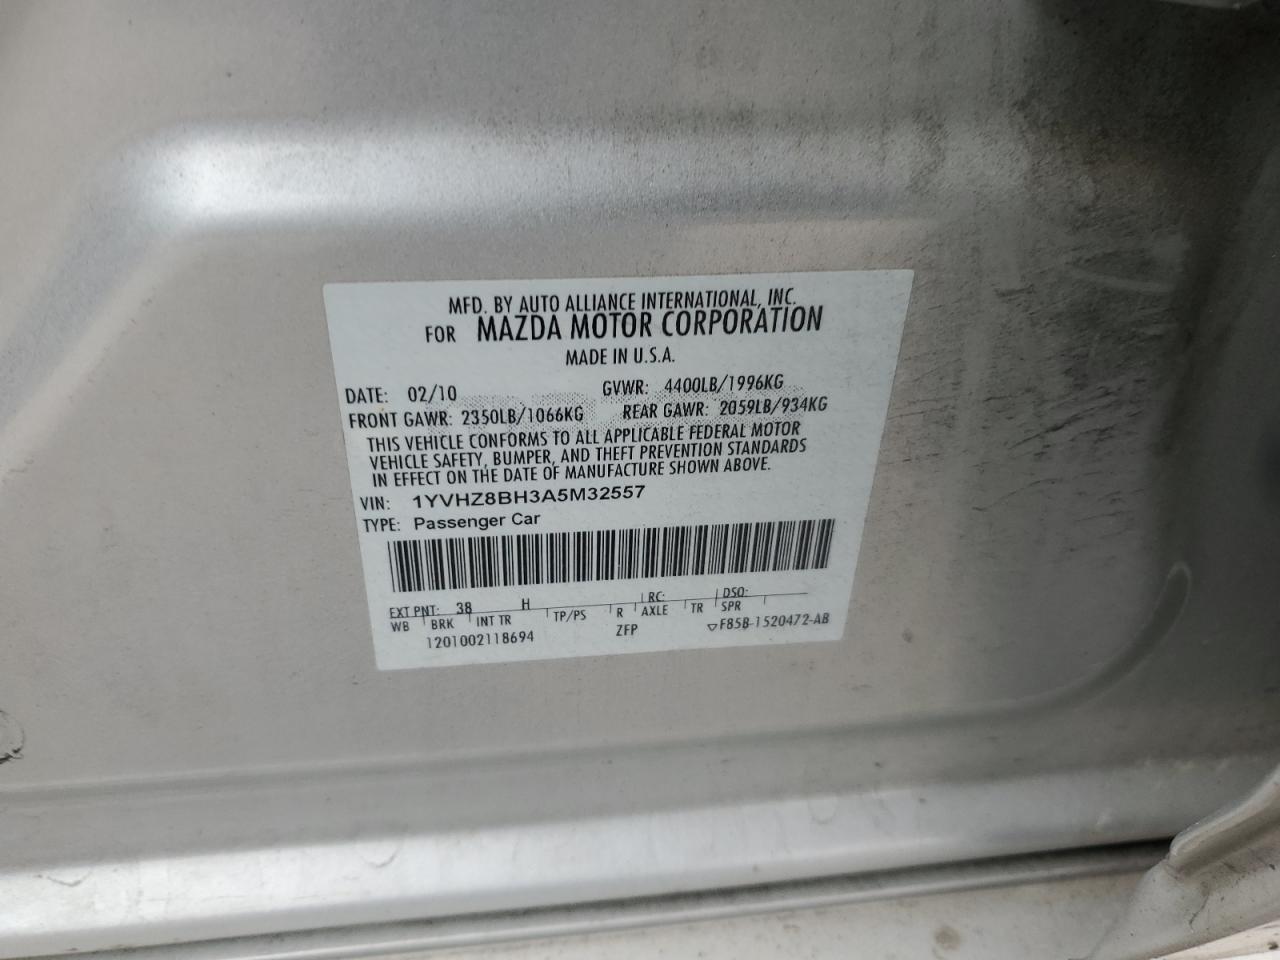 MFD. BY AUTO ALLIANCE INTERNATIONAL, INC.
FOR MAZDA MOTOR CORPORATION
MADE IN U.S.A.
DATE: 02/10 GVWR: 4400LB/1996KG
FRONT GAWR: 2350LB/1066KG REAR GAWR: 2059LB/934KG
THIS VEHICLE CONFORMS TO ALL APPLICABLE FEDERAL MOTOR
VEHICLE SAFETY, BUMPER, AND THEFT PREVENTION STANDARDS
IN EFFECT ON THE DATE OF MANUFACTURE SHOWN ABOVE.
VIN: 1YVHZ8BH3A5M32557
TYPE: Passenger Car
EXT PNT: 38 H RC: DSO:
WB BRK INT TR TP/PS R AXLE TR SPR
1201002118694 ZFP ▽F85B-1520472-AB